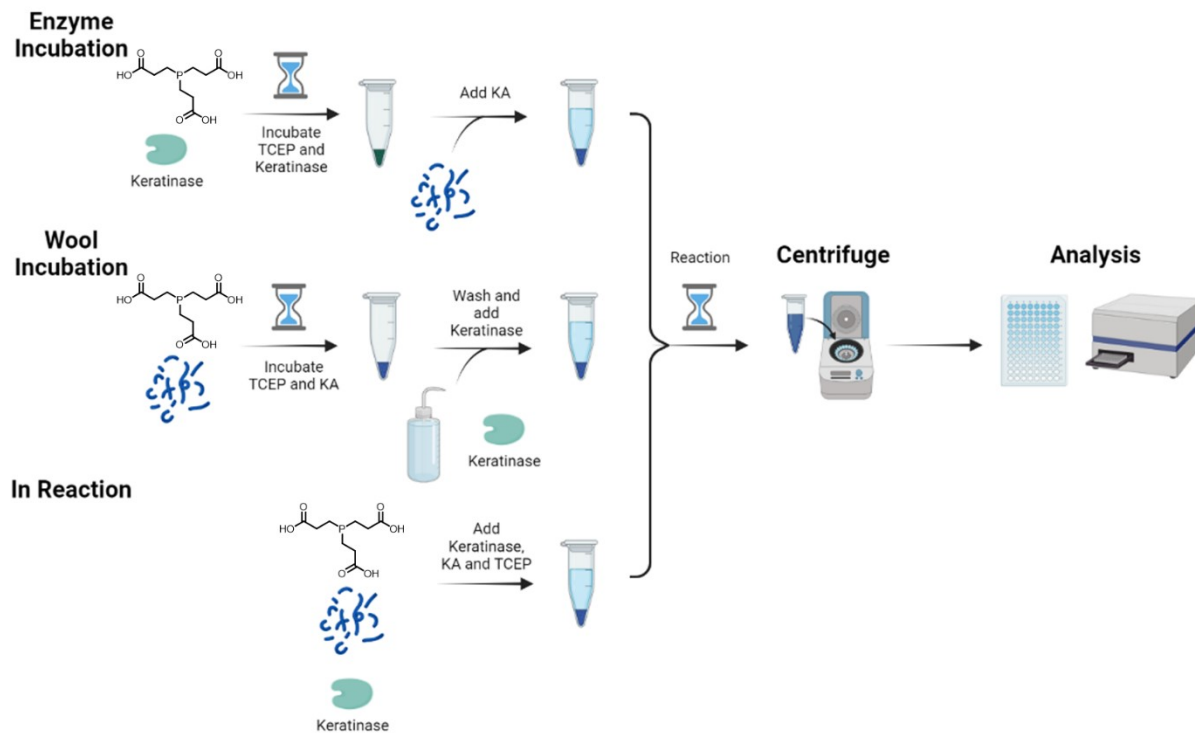 Enzyme
Incubation
O
HO
P
O
OH
O
OH
Incubate
TCEP and
Keratinase
Keratinase
Add KA
Wool
Incubation
O
HO
P
O
OH
O
OH
Incubate
TCEP and KA
Wash and
add
Keratinase
Keratinase
Reaction
Centrifuge
Analysis
In Reaction
O
HO
P
O
OH
O
OH
Add
Keratinase,
KA and TCEP
Keratinase